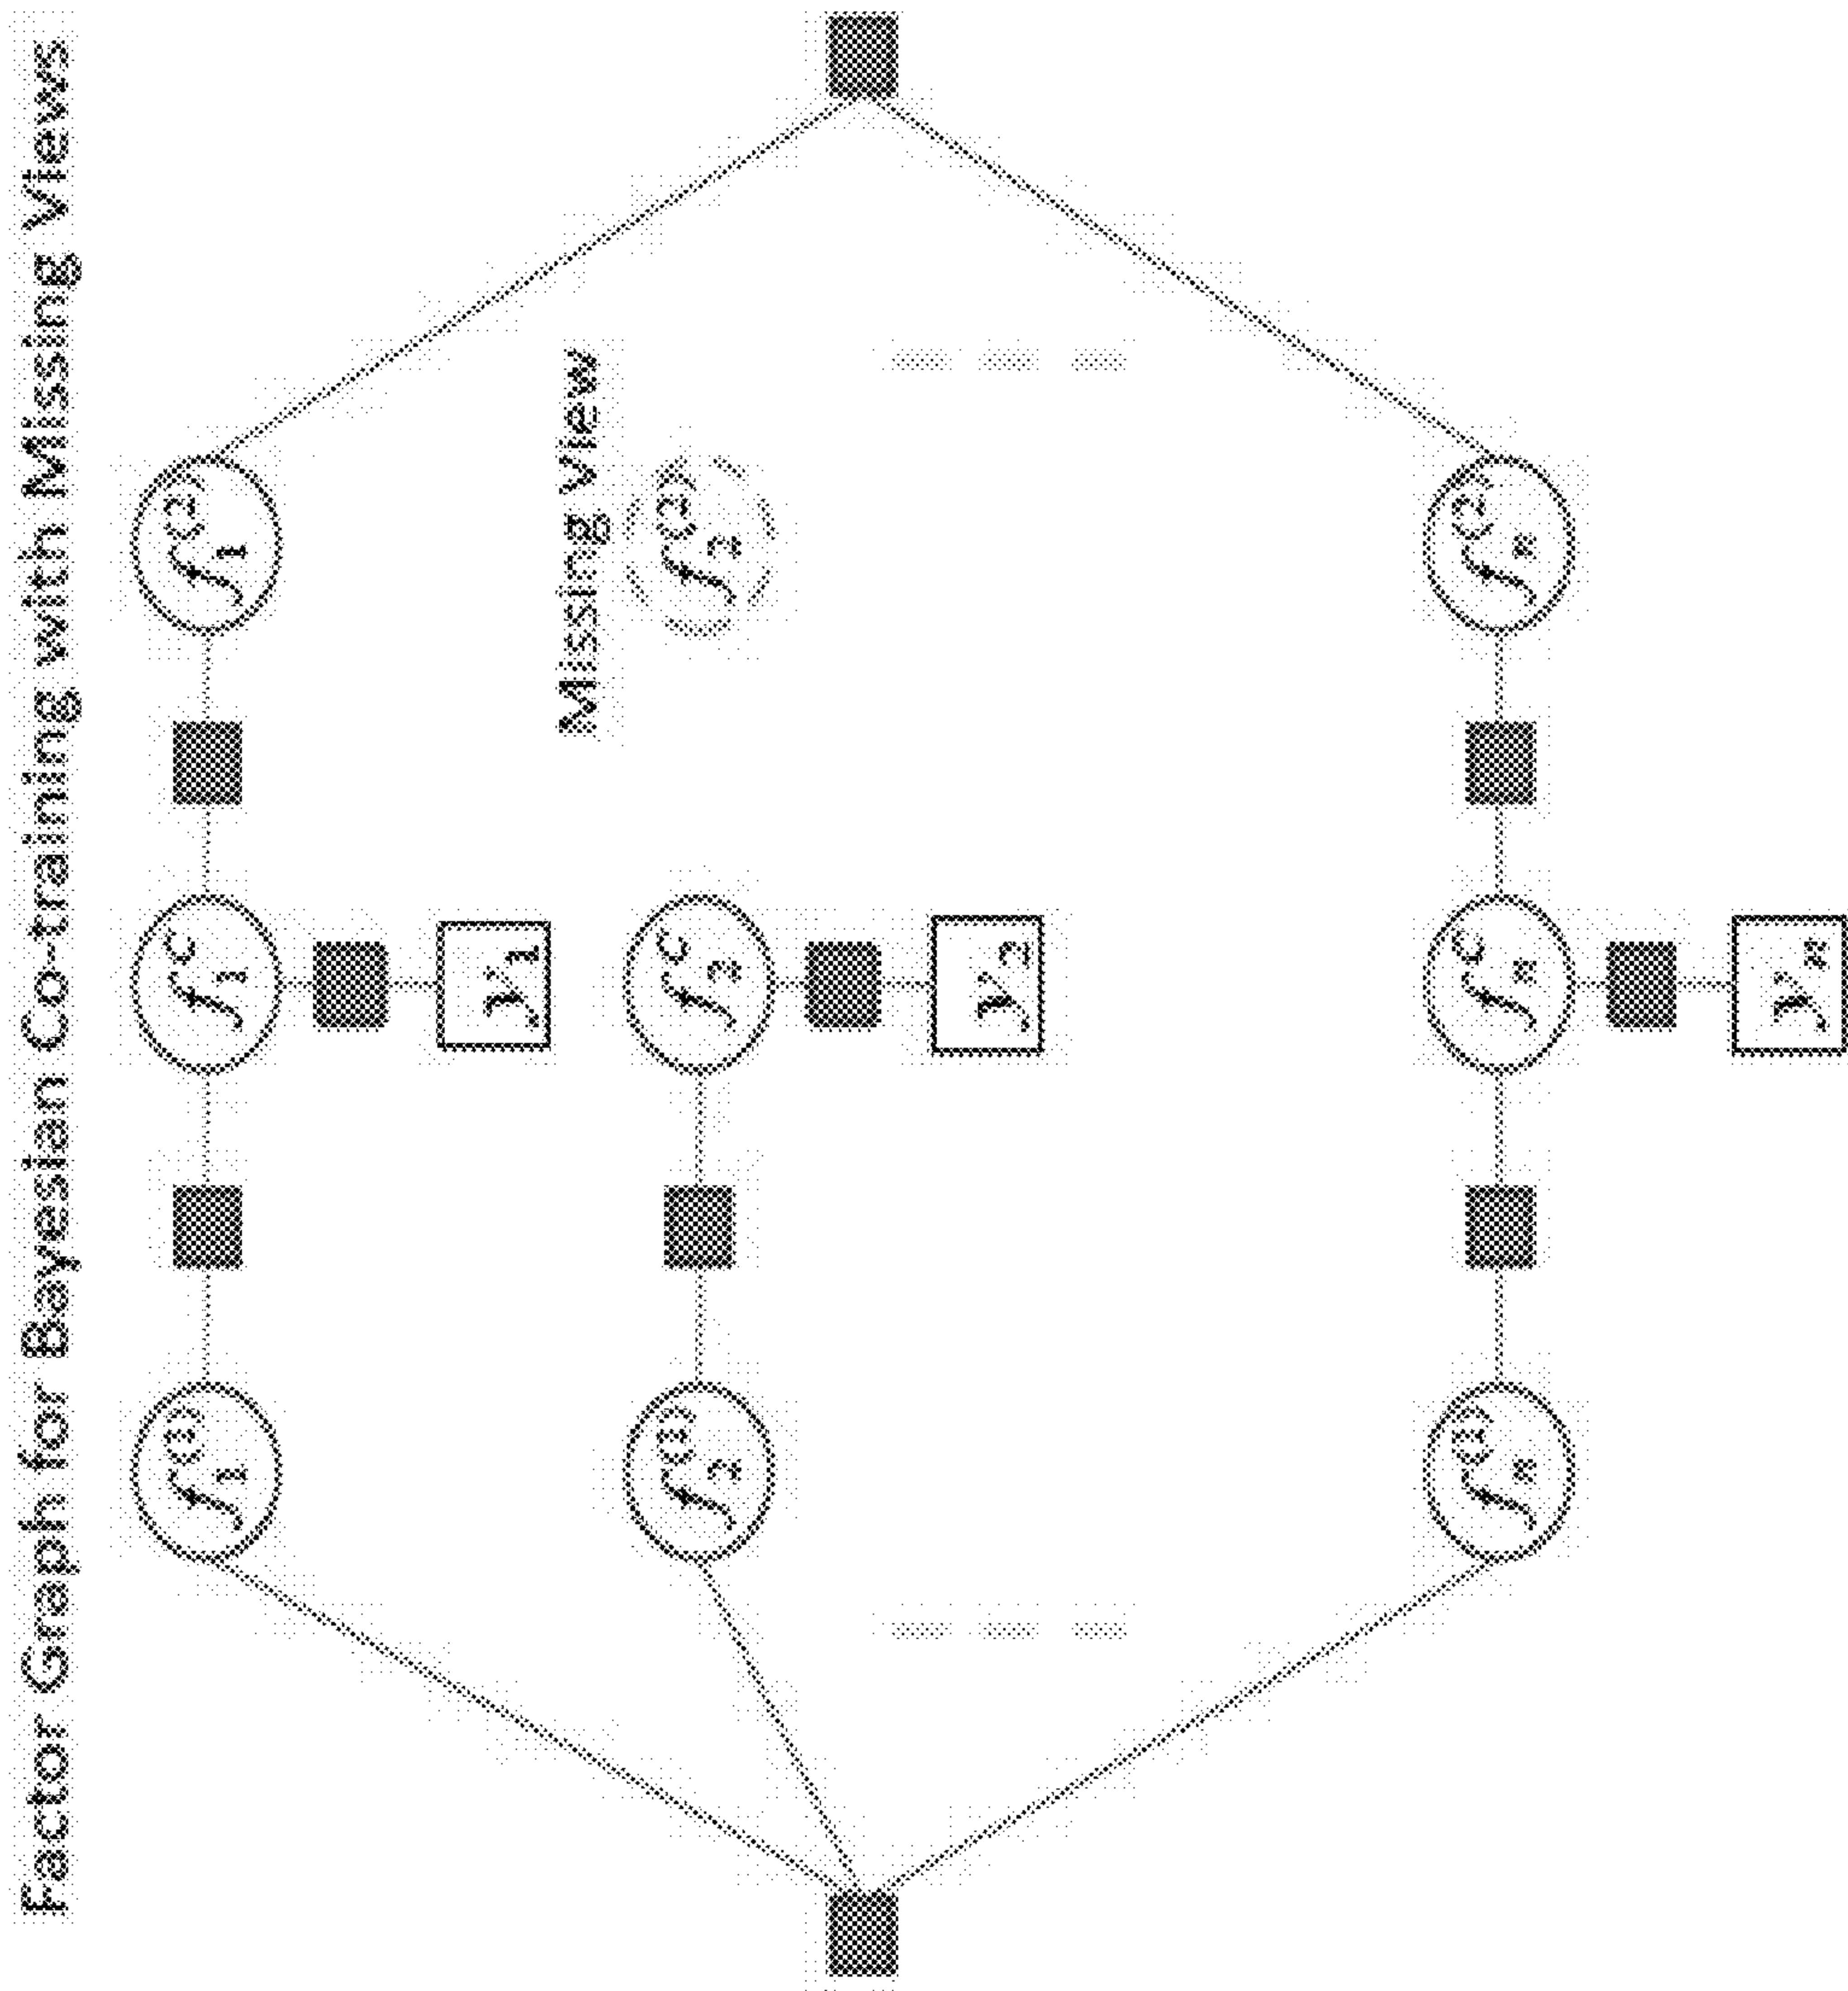 Factor Graph for Bayesian Co-training with Missing Views
f_1^(1)
f_1^C
f_1^(2)
y_1
Missing View
f_2^(1)
f_2^C
f_2^(2)
y_2
f_n^(1)
f_n^C
f_n^(2)
y_n